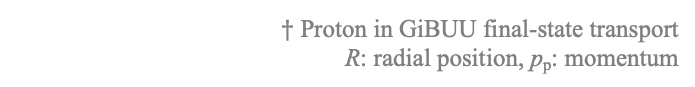 † Proton in GiBUU final-state transport
R: radial position, pp: momentum